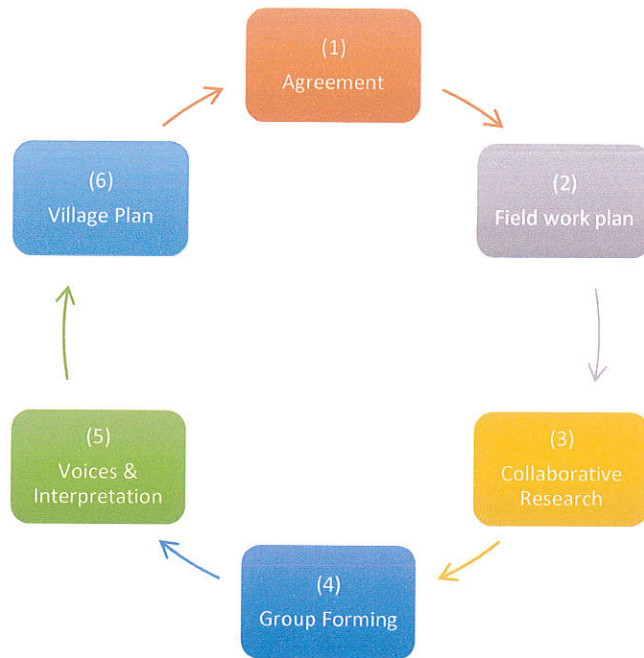 (1)
Agreement
(2)
Field work plan
(3)
Collaborative
Research
(4)
Group Forming
(5)
Voices &
Interpretation
(6)
Village Plan